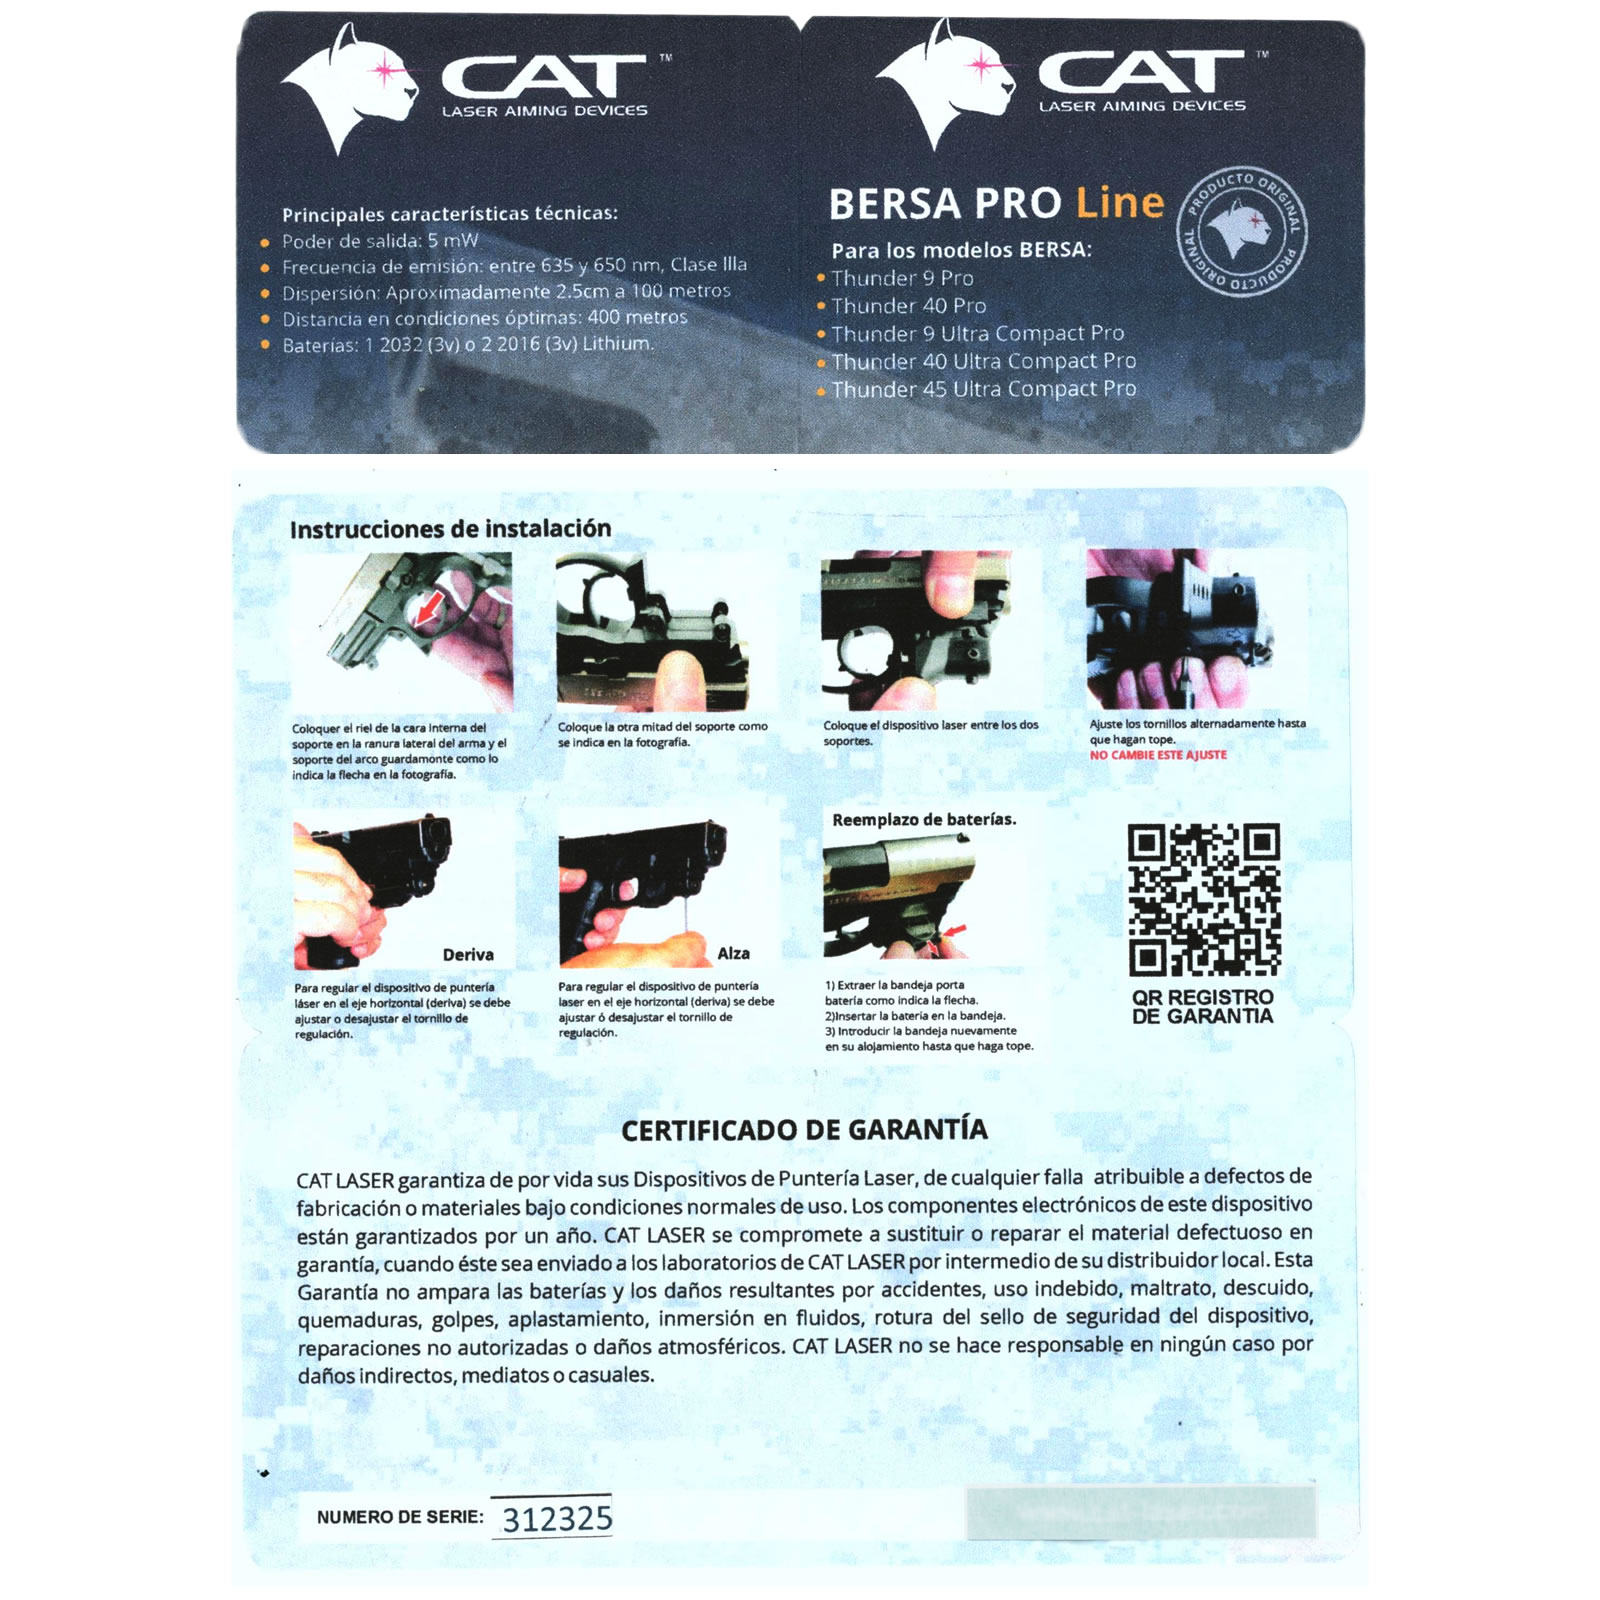 CAT™
LASER AIMING DEVICES
Principales características técnicas:
Poder de salida: 5 mW
Frecuencia de emisión: entre 635 y 650 nm, Clase IIIa
Dispersión: Aproximadamente 2.5cm a 100 metros
Distancia en condiciones óptimas: 400 metros
Baterías: 1 2032 (3v) o 2 2016 (3v) Lithium.
CAT™
LASER AIMING DEVICES
BERSA PRO Line
PRODUCTO ORIGINAL PRODUCTO ORIGINAL
Para los modelos BERSA:
Thunder 9 Pro
Thunder 40 Pro
Thunder 9 Ultra Compact Pro
Thunder 40 Ultra Compact Pro
Thunder 45 Ultra Compact Pro
Instrucciones de instalación
Coloquer el riel de la cara interna del
soporte en la ranura lateral del arma y el
soporte del arco guardamonte como lo
indica la flecha en la fotografía.
Coloque la otra mitad del soporte como
se indica en la fotografía.
Coloque el dispositivo laser entre los dos
soportes.
Ajuste los tornillos alternadamente hasta
que hagan tope.
NO CAMBIE ESTE AJUSTE
Deriva
Para regular el dispositivo de puntería
láser en el eje horizontal (deriva) se debe
ajustar o desajustar el tornillo de
regulación.
Alza
Para regular el dispositivo de puntería
laser en el eje horizontal (deriva) se debe
ajustar ó desajustar el tornillo de
regulación.
Reemplazo de baterías.
1) Extraer la bandeja porta
batería como indica la flecha.
2)Insertar la batería en la bandeja.
3) Introducir la bandeja nuevamente
en su alojamiento hasta que haga tope.
QR REGISTRO
DE GARANTIA
CERTIFICADO DE GARANTÍA
CAT LASER garantiza de por vida sus Dispositivos de Puntería Laser, de cualquier falla atribuible a defectos de
fabricación o materiales bajo condiciones normales de uso. Los componentes electrónicos de este dispositivo
están garantizados por un año. CAT LASER se compromete a sustituir o reparar el material defectuoso en
garantía, cuando éste sea enviado a los laboratorios de CAT LASER por intermedio de su distribuidor local. Esta
Garantía no ampara las baterías y los daños resultantes por accidentes, uso indebido, maltrato, descuido,
quemaduras, golpes, aplastamiento, inmersión en fluidos, rotura del sello de seguridad del dispositivo,
reparaciones no autorizadas o daños atmosféricos. CAT LASER no se hace responsable en ningún caso por
daños indirectos, mediatos o casuales.
NUMERO DE SERIE: 312325